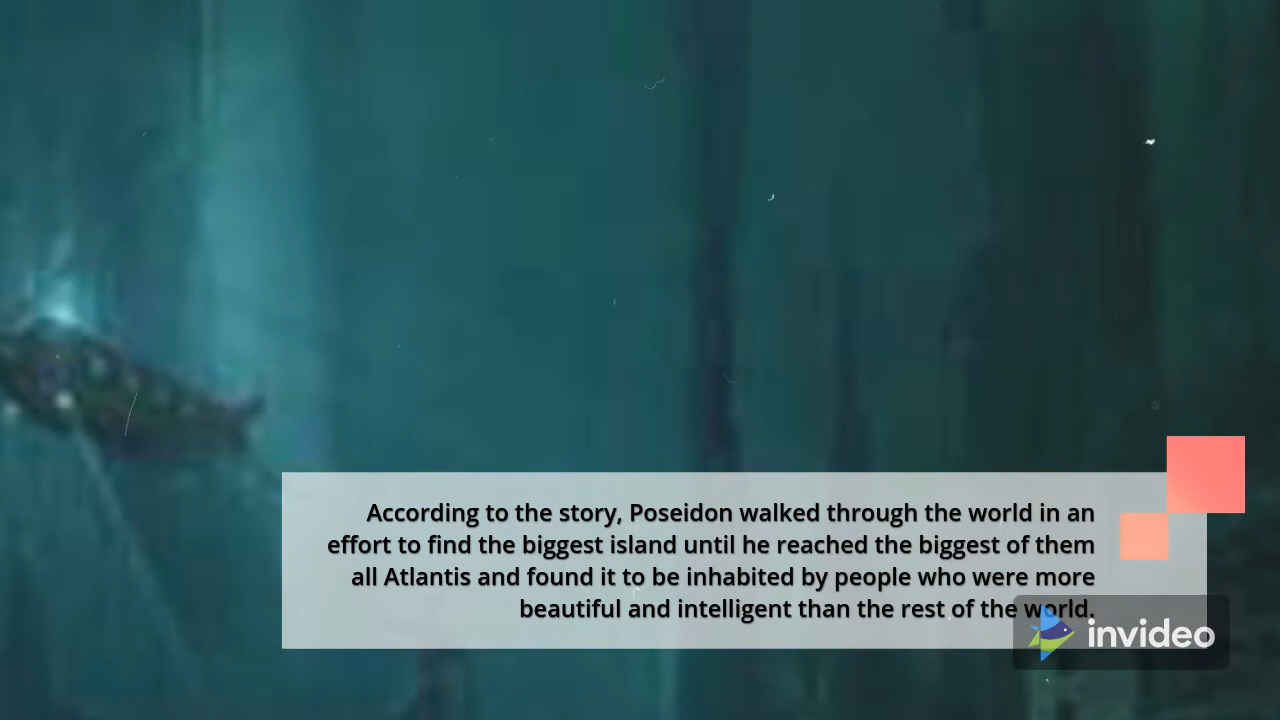 According to the story, Poseidon walked through the world in an
effort to find the biggest island until he reached the biggest of them
all Atlantis and found it to be inhabited by people who were more
beautiful and intelligent than the rest of the world.
invideo